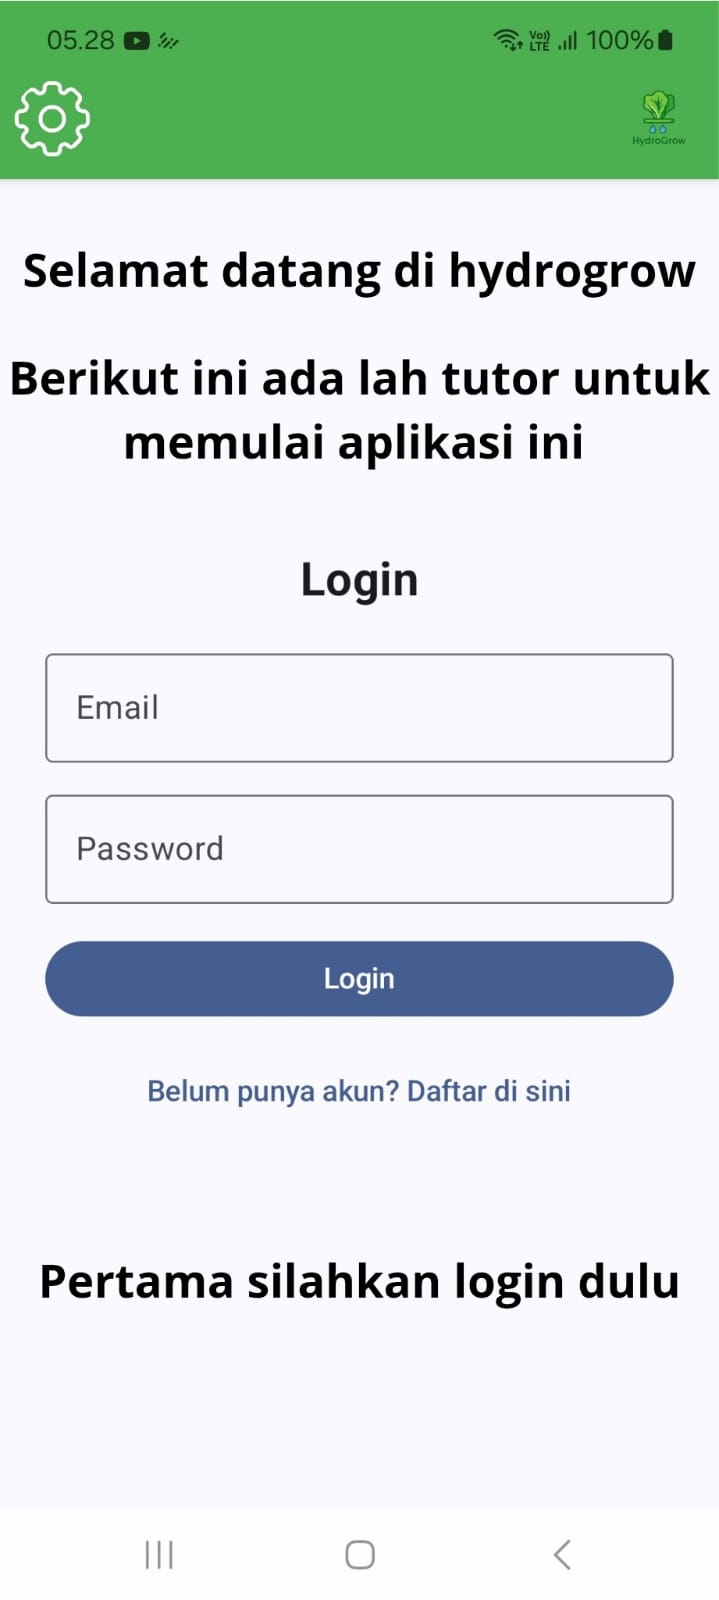 05.28 Vo)) LTE 100%
HydroGrow
Selamat datang di hydrogrow
Berikut ini ada lah tutor untuk
memulai aplikasi ini
Login
Email
Password
Login
Belum punya akun? Daftar di sini
Pertama silahkan login dulu